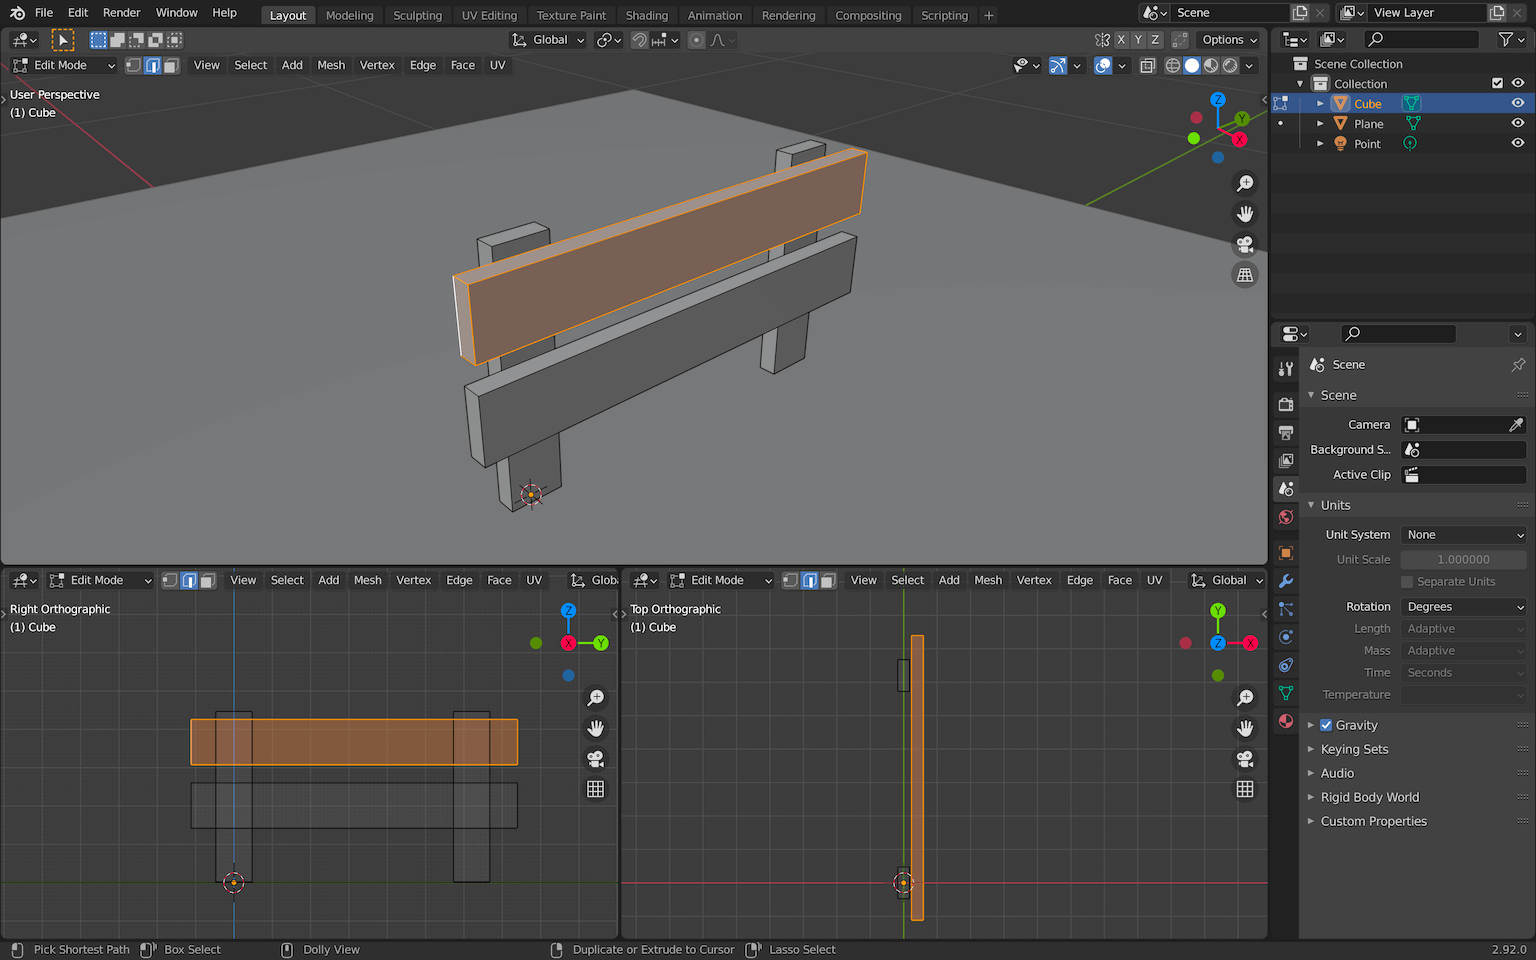 File Edit Render Window Help Layout Modeling Sculpting UV Editing Texture Paint Shading Animation Rendering Compositing Scripting + Scene View Layer
Global X Y Z Options
Edit Mode View Select Add Mesh Vertex Edge Face UV
User Perspective
(1) Cube
Z
Y
X
Scene Collection
Collection
Cube
Plane
Point
Scene
Scene
Camera
Background S...
Active Clip
Units
Unit System None
Unit Scale 1.000000
Separate Units
Rotation Degrees
Length Adaptive
Mass Adaptive
Time Seconds
Temperature
Gravity
Keying Sets
Audio
Rigid Body World
Custom Properties
Edit Mode View Select Add Mesh Vertex Edge Face UV Globa
Right Orthographic
(1) Cube
Z
X Y
Edit Mode View Select Add Mesh Vertex Edge Face UV Global
Top Orthographic
(1) Cube
Y
Z X
Pick Shortest Path Box Select Dolly View Duplicate or Extrude to Cursor Lasso Select 2.92.0